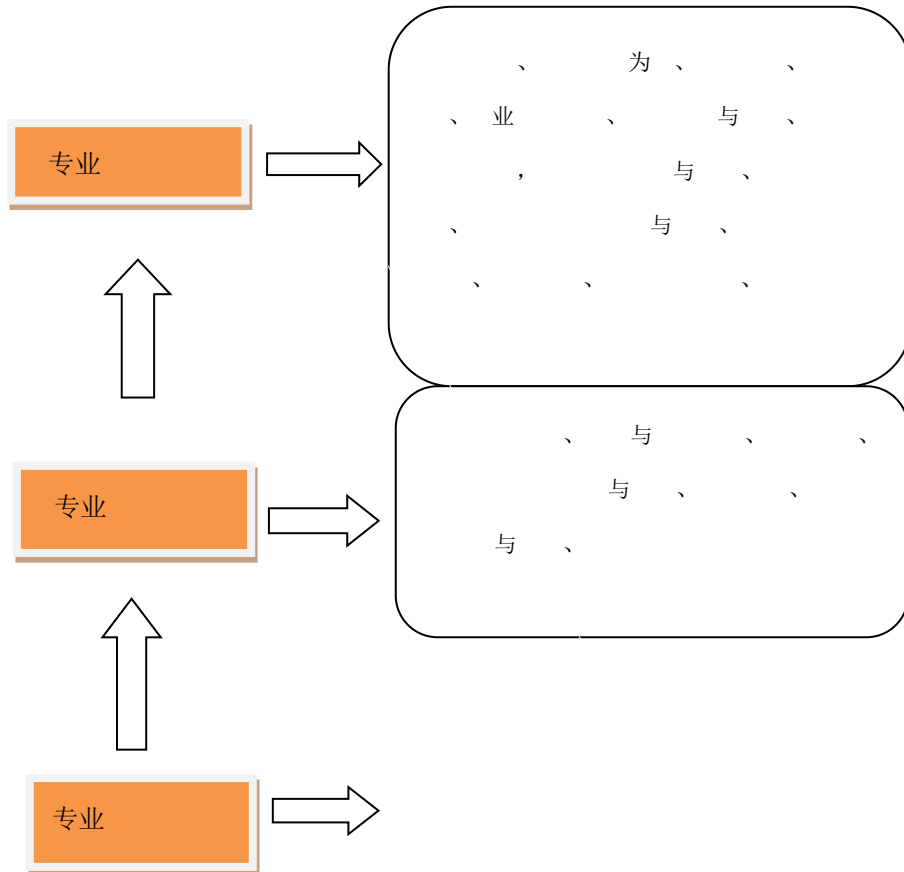 、 为 、 、
、 业 、 与 、
专业
， 与 、
、 与 、
、 、 、
、 与 、 、
专业
与 、 、
与 、
专业